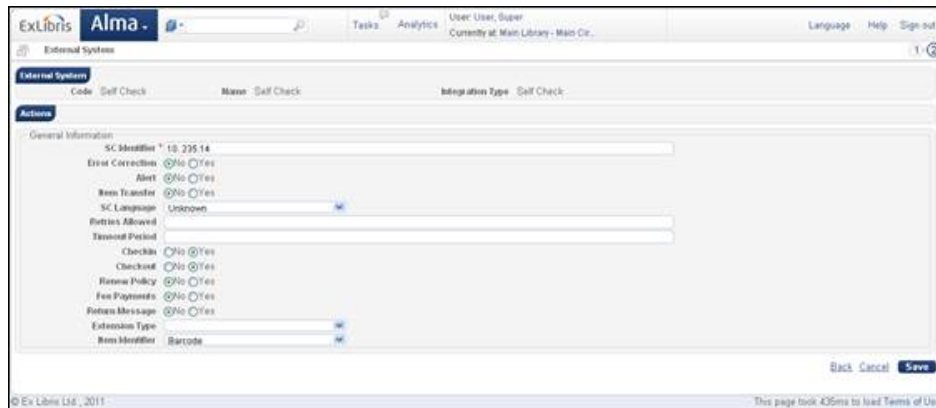 ExLibris Alma Tasks Analytics User: User, Super Language Help Sign out
Currently at: Main Library - Main Cir...
External System 1 2
External System
Code Self Check Name Self Check Integration Type Self Check
Actions
General Information
SC Identifier * 10. 235.14
Error Correction No Yes
Alert No Yes
Item Transfer No Yes
SC Language Unknown
Retries Allowed
Timeout Period
Checkin No Yes
Checkout No Yes
Renew Policy No Yes
Fee Payments No Yes
Return Message No Yes
Extension Type
Item Identifier Barcode
Back Cancel Save
© Ex Libris Ltd., 2011 This page took 435ms to load Terms of Us